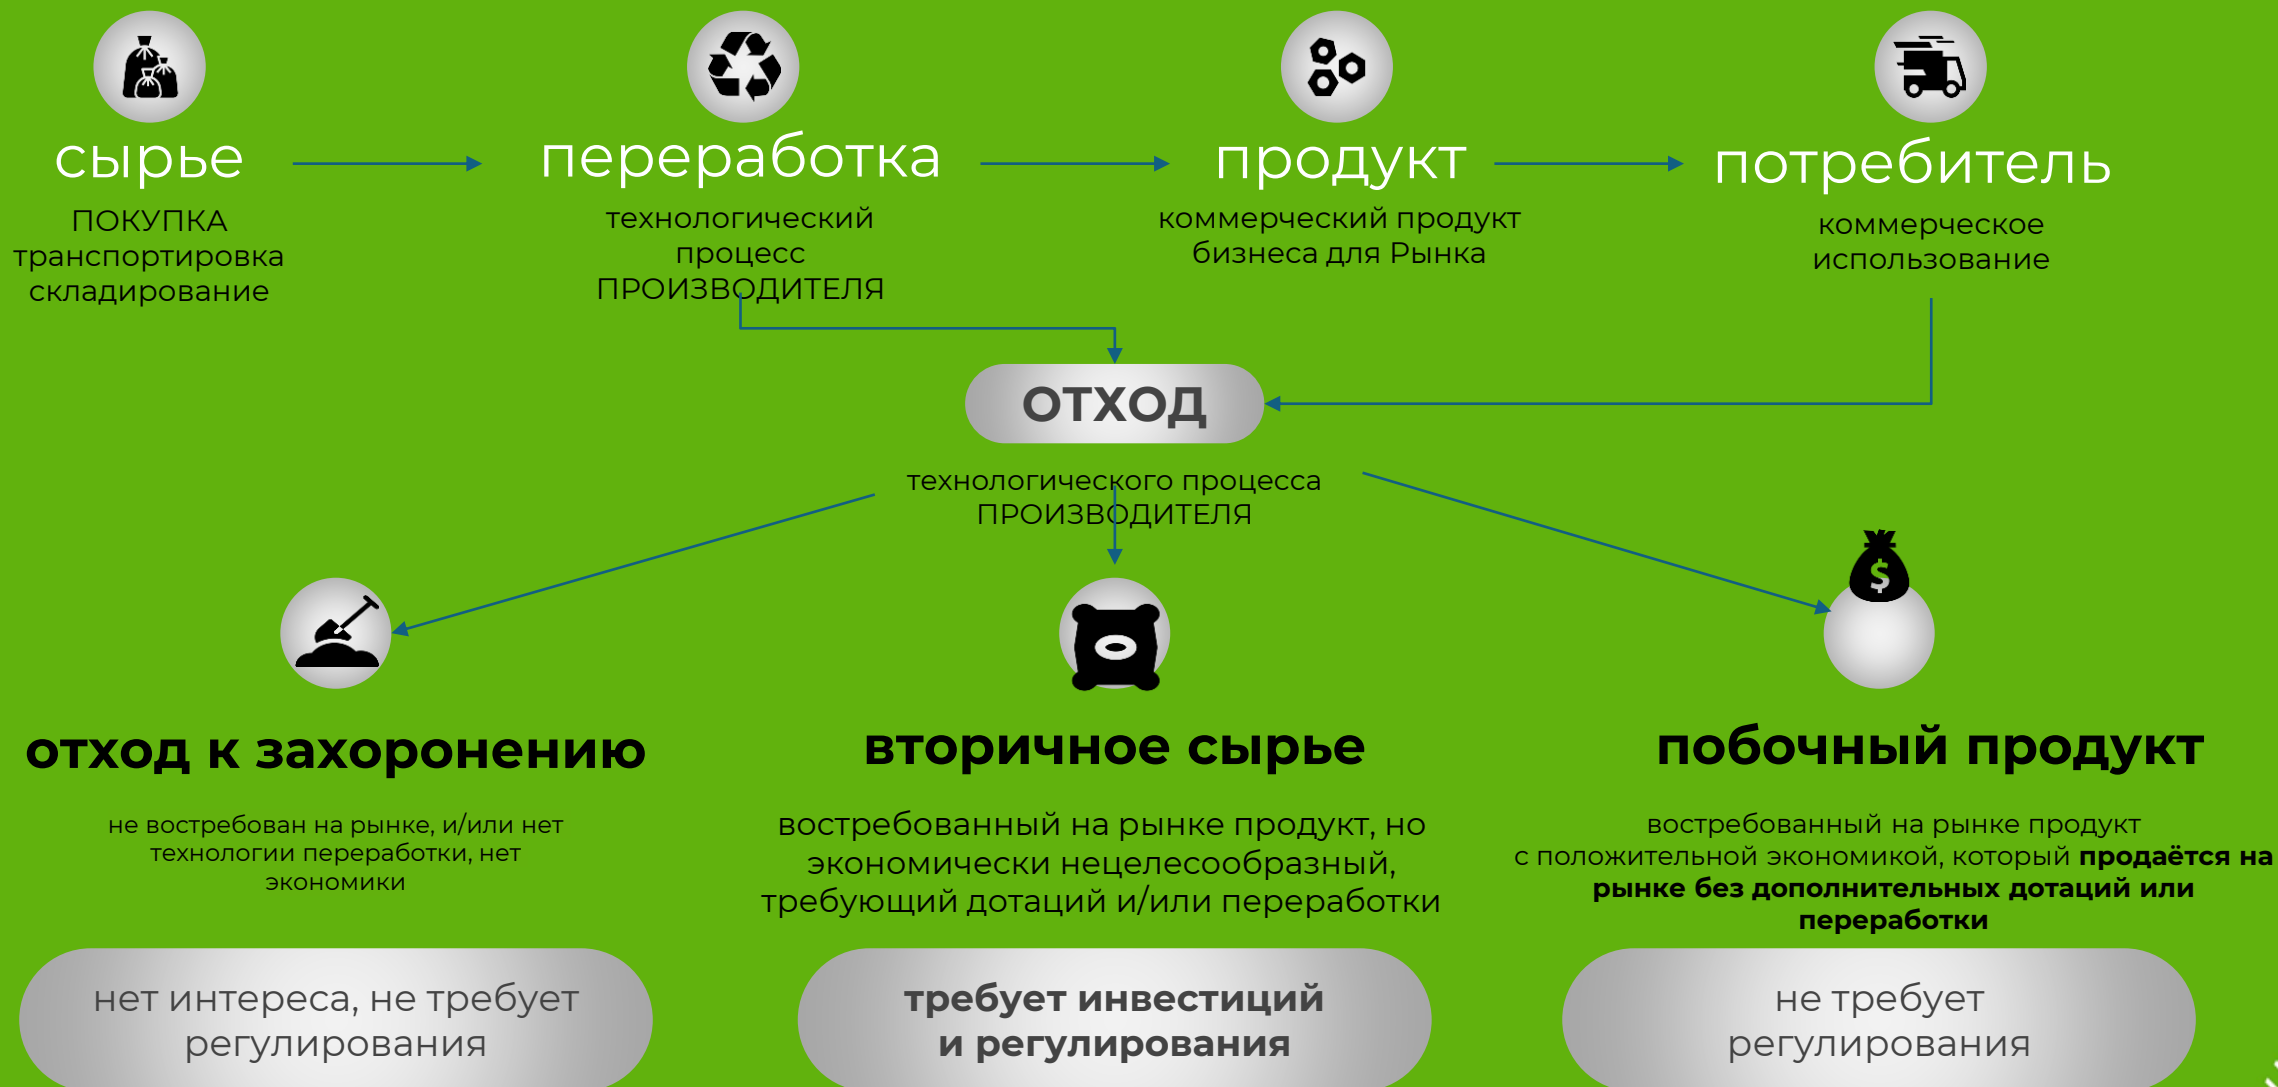 сырье
переработка
продукт
потребитель
ПОКУПКА
транспортировка
складирование
технологический
процесс
ПРОИЗВОДИТЕЛЯ
коммерческий продукт
бизнеса для Рынка
коммерческое
использование
ОТХОД
технологического процесса
ПРОИЗВОДИТЕЛЯ
$
отход к захоронению
не востребован на рынке, и/или нет
технологии переработки, нет
экономики
нет интереса, не требует
регулирования
вторичное сырье
востребованный на рынке продукт, но
экономически нецелесообразный,
требующий дотаций и/или переработки
требует инвестиций
и регулирования
побочный продукт
востребованный на рынке продукт
с положительной экономикой, который продаётся на
рынке без дополнительных дотаций или
переработки
не требует
регулирования